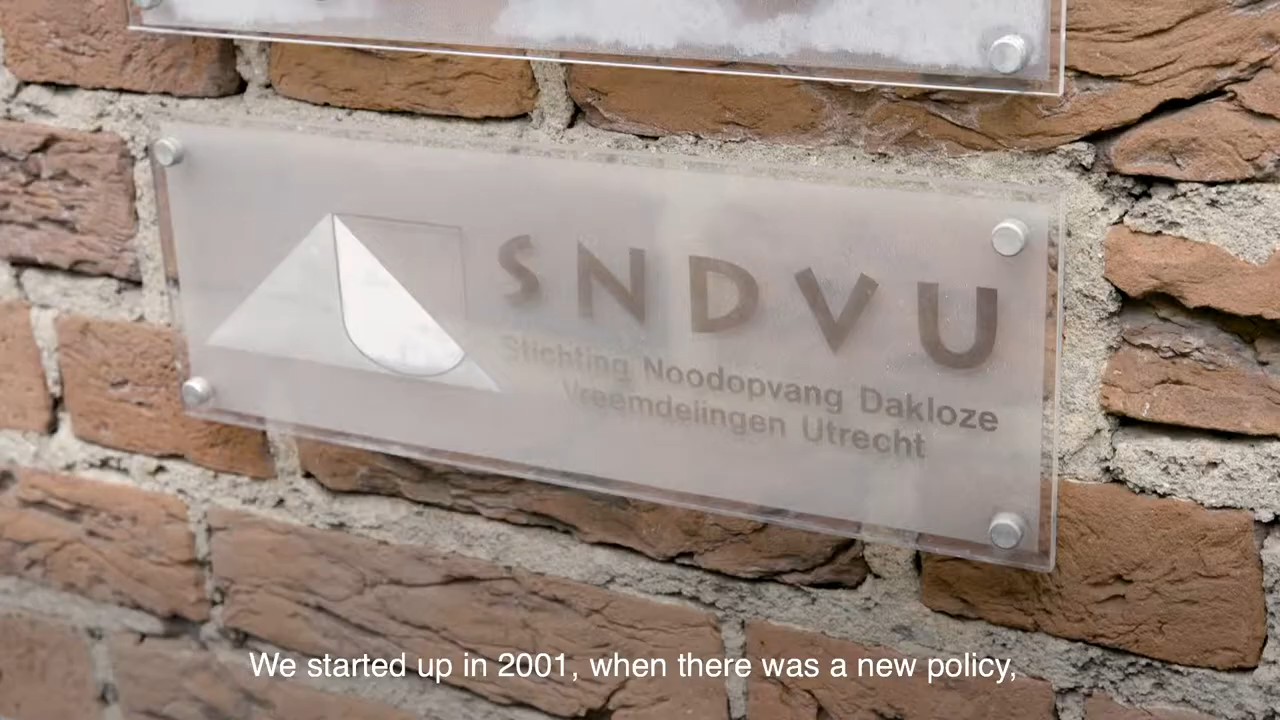 SNDVU
Stichting Noodopvang Dakloze
Vreemdelingen Utrecht
We started up in 2001, when there was a new policy,